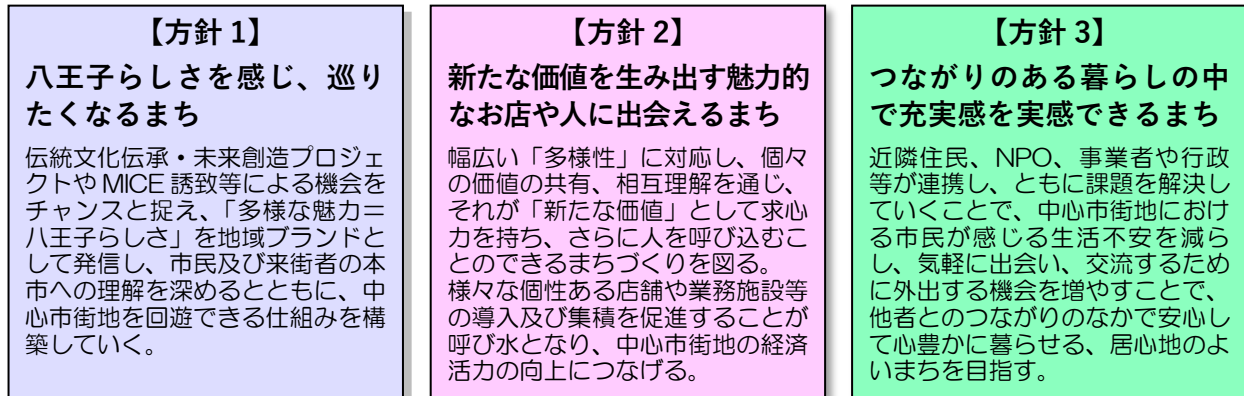 【方針 1】
八王子らしさを感じ、巡り
たくなるまち
伝統文化伝承・未来創造プロジェ
クトや MICE 誘致等による機会を
チャンスと捉え、「多様な魅力＝
八王子らしさ」を地域ブランドと
して発信し、市民及び来街者の本
市への理解を深めるとともに、中
心市街地を回遊できる仕組みを構
築していく。
【方針 2】
新たな価値を生み出す魅力的
なお店や人に出会えるまち
幅広い「多様性」に対応し、個々
の価値の共有、相互理解を通じ、
それが「新たな価値」として求心
力を持ち、さらに人を呼び込むこ
とのできるまちづくりを図る。
様々な個性ある店舗や業務施設等
の導入及び集積を促進することが
呼び水となり、中心市街地の経済
活力の向上につなげる。
【方針 3】
つながりのある暮らしの中
で充実感を実感できるまち
近隣住民、NPO、事業者や行政
等が連携し、ともに課題を解決し
ていくことで、中心市街地におけ
る市民が感じる生活不安を減ら
し、気軽に出会い、交流するため
に外出する機会を増やすことで、
他者とのつながりのなかで安心し
て心豊かに暮らせる、居心地のよ
いまちを目指す。